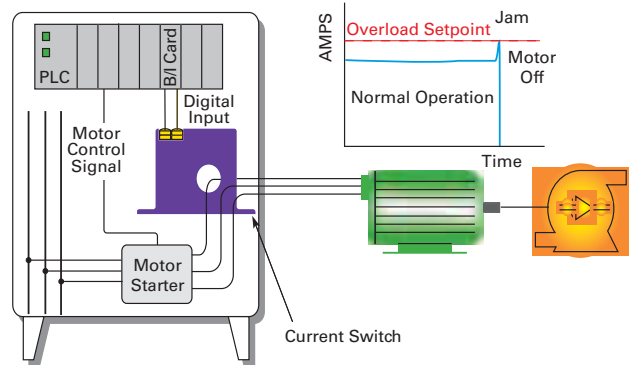 PLC
B/I Card
Digital
Input
Motor
Control
Signal
Motor
Starter
Current Switch
AMPS
Overload Setpoint
Jam
Motor
Off
Normal Operation
Time